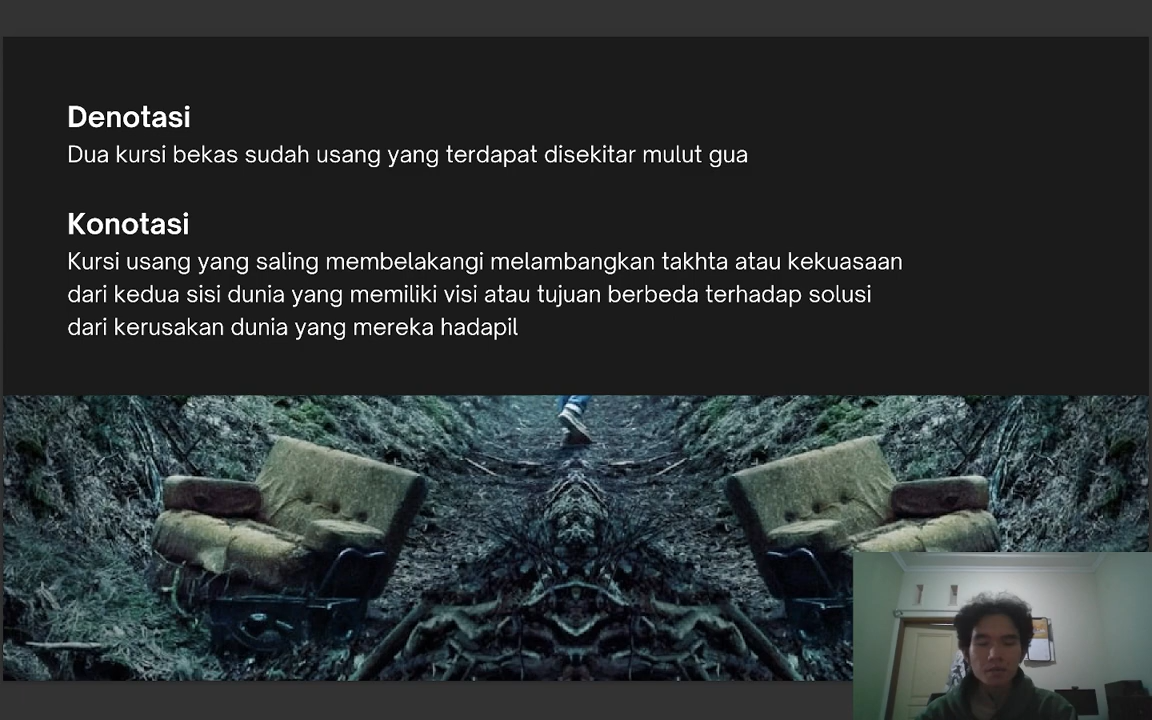 Denotasi
Dua kursi bekas sudah usang yang terdapat disekitar mulut gua
Konotasi
Kursi usang yang saling membelakangi melambangkan takhta atau kekuasaan
dari kedua sisi dunia yang memiliki visi atau tujuan berbeda terhadap solusi
dari kerusakan dunia yang mereka hadapil